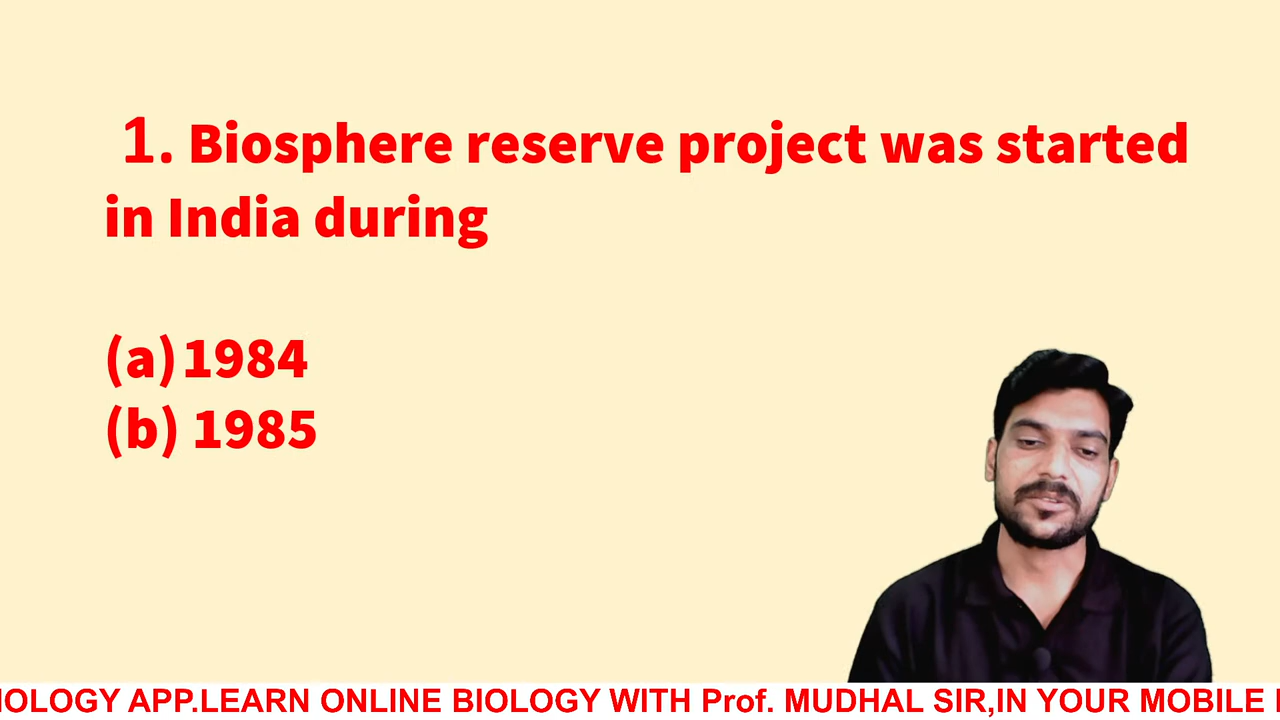 1. Biosphere reserve project was started
in India during
(a) 1984
(b) 1985
APP.LEARN ONLINE BIOLOGY WITH Prof. MUDHAL SIR,IN YOUR MOBILE